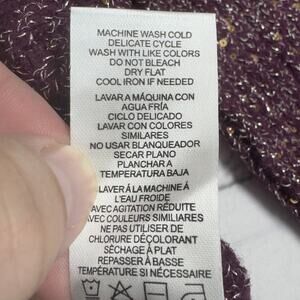 MACHINE WASH COLD
DELICATE CYCLE
WASH WITH LIKE COLORS
DO NOT BLEACH
DRY FLAT
COOL IRON IF NEEDED
LAVAR A MÁQUINA CON
AGUA FRÍA
CICLO DELICADO
LAVAR CON COLORES
SIMILARES
NO USAR BLANQUEADOR
SECAR PLANO
PLANCHAR A
TEMPERATURA BAJA
LAVER À LA MACHINE À
L'EAU FROIDE
AVEC AGITATION RÉDUITE
AVEC COULEURS SIMILIARES
NE PAS UTILISER DE
CHLORURE DÉCOLORANT
SÉCHAGE À PLAT
REPASSER À BASSE
TEMPÉRATURE SI NÉCESSAIRE